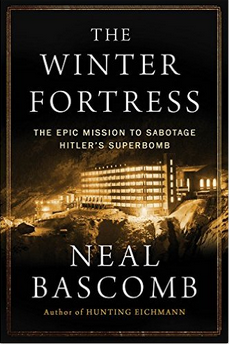 THE
WINTER
FORTRESS
THE EPIC MISSION TO SABOTAGE
HITLER'S SUPERBOMB
NEAL
BASCOMB
Author of HUNTING EICHMANN